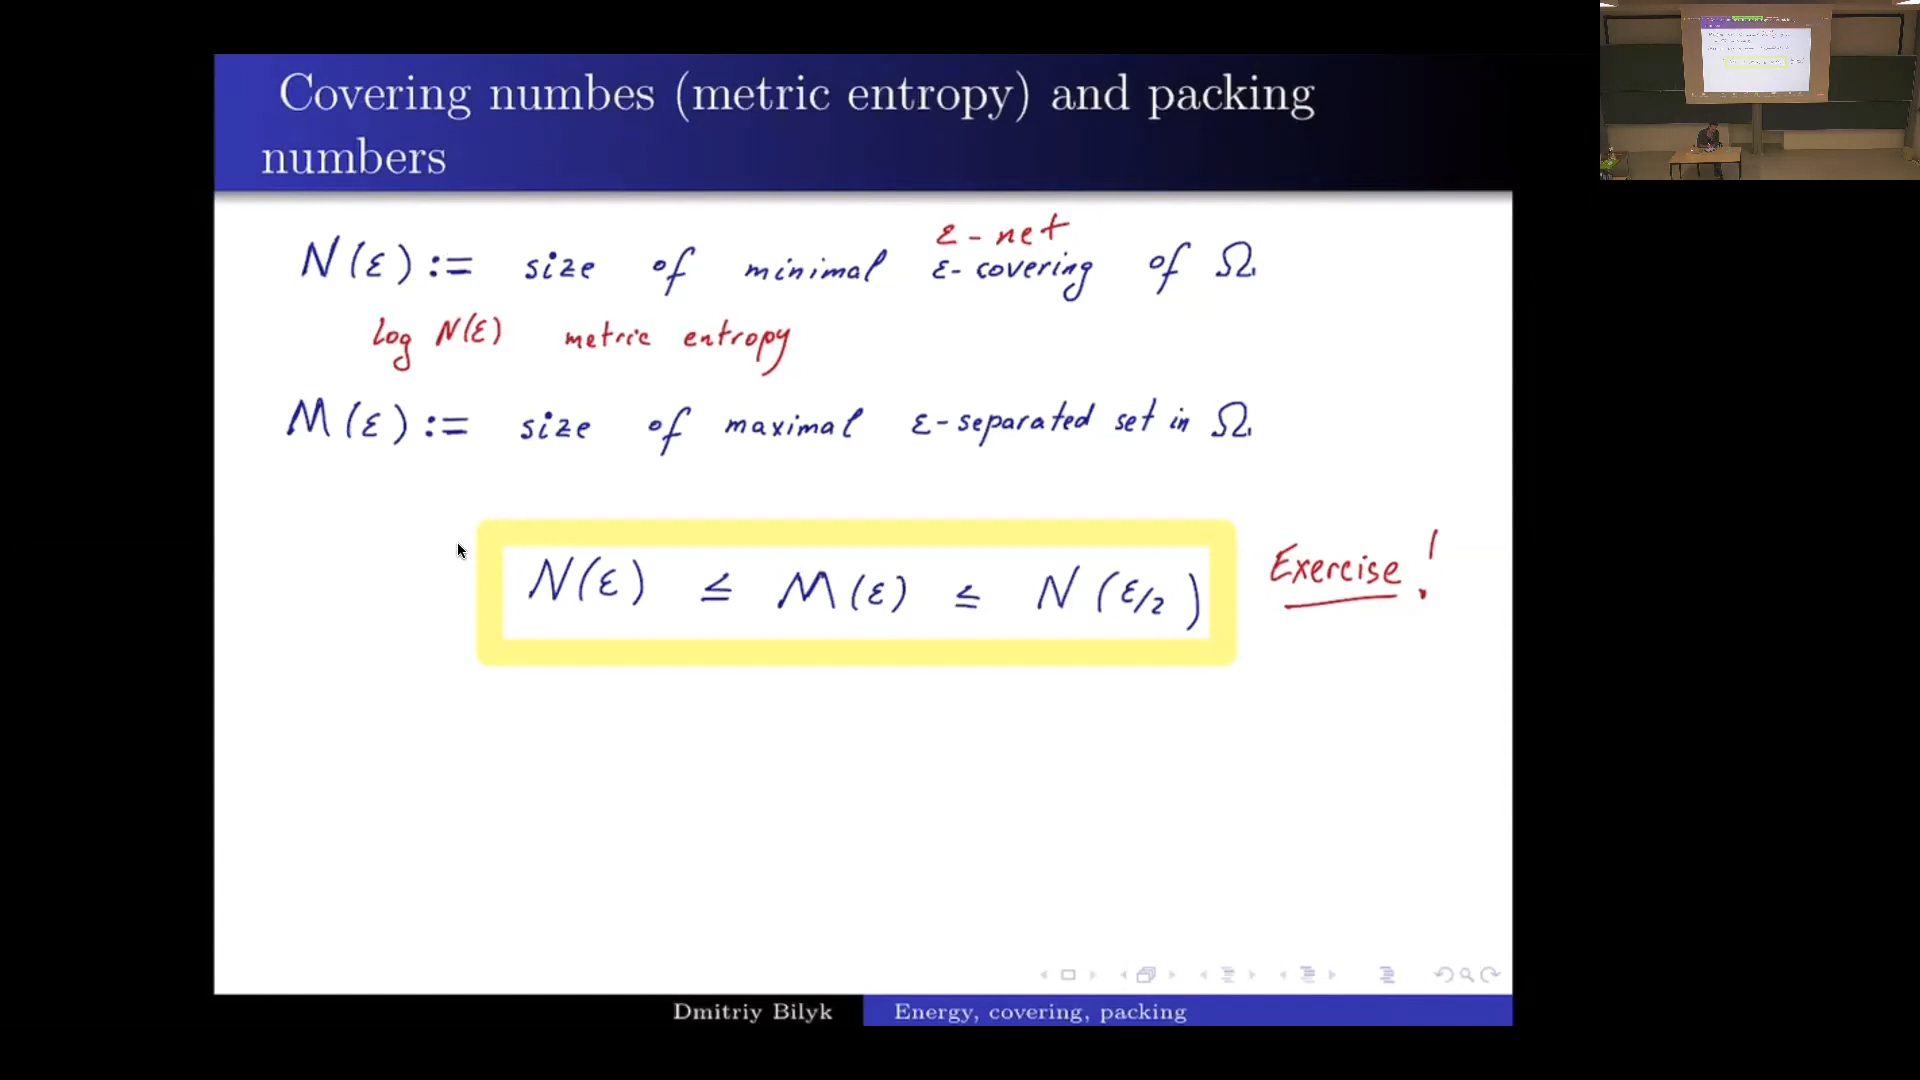 Covering numbes (metric entropy) and packing
numbers
ε-net
N(ε) := size of minimal ε-covering of Ω
log N(ε) metric entropy
M(ε) := size of maximal ε-separated set in Ω
N(ε) ≤ M(ε) ≤ N(ε/2) Exercise!
Dmitriy Bilyk Energy, covering, packing